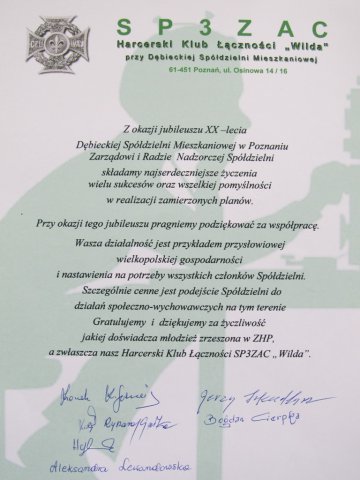 SP3ZAC
Harcerski Klub Łączności „Wilda”
przy Dębieckiej Spółdzielni Mieszkaniowej
61-451 Poznań, ul. Osinowa 14 / 16
Z okazji jubileuszu XX –lecia
Dębieckiej Spółdzielni Mieszkaniowej w Poznaniu
Zarządowi i Radzie Nadzorczej Spółdzielni
składamy najserdeczniejsze życzenia
wielu sukcesów oraz wszelkiej pomyślności
w realizacji zamierzonych planów.
Przy okazji tego jubileuszu pragniemy podziękować za współpracę.
Wasza działalność jest przykładem przysłowiowej
wielkopolskiej gospodarności
i nastawienia na potrzeby wszystkich członków Spółdzielni.
Szczególnie cenne jest podejście Spółdzielni do
działań społeczno-wychowawczych na tym terenie
Gratulujemy i dziękujemy za życzliwość
jakiej doświadcza młodzież zrzeszona w ZHP,
a zwłaszcza nasz Harcerski Klub Łączności SP3ZAC „Wilda”.
Marek
Jerzy
Bogdan Cierpka
Aleksandra Lewandowska